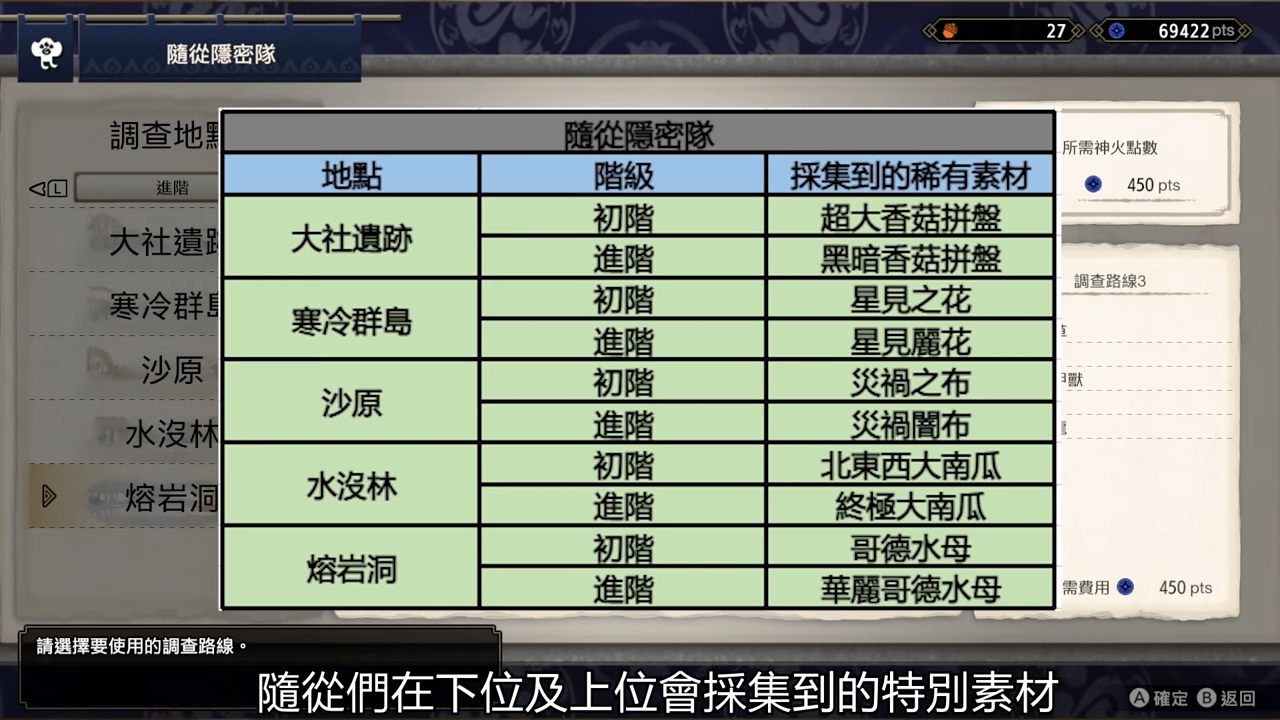 隨從隱密隊
27
69422 pts
調查地點
L
進階
大社遺跡
寒冷群島
沙原
水沒林
熔岩洞
隨從隱密隊
地點 階級 採集到的稀有素材
大社遺跡 初階 超大香菇拼盤
進階 黑暗香菇拼盤
寒冷群島 初階 星見之花
進階 星見麗花
沙原 初階 災禍之布
進階 災禍闇布
水沒林 初階 北東西大南瓜
進階 終極大南瓜
熔岩洞 初階 哥德水母
進階 華麗哥德水母
所需神火點數
450 pts
調查路線3
獸
需費用 450 pts
請選擇要使用的調查路線。
隨從們在下位及上位會採集到的特別素材
A 確定 B 返回